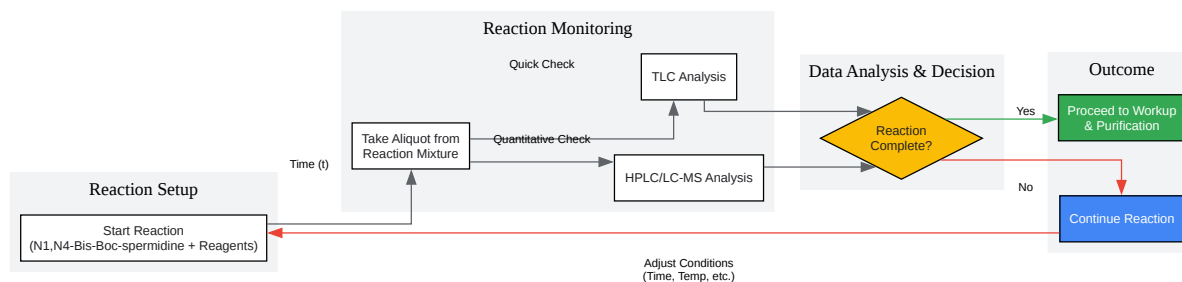 Reaction Monitoring
Quick Check
TLC Analysis
Data Analysis & Decision
Outcome
Take Aliquot from
Reaction Mixture
Quantitative Check
HPLC/LC-MS Analysis
Reaction
Complete?
Yes
Proceed to Workup
& Purification
Time (t)
No
Reaction Setup
Start Reaction
(N1,N4-Bis-Boc-spermidine + Reagents)
Continue Reaction
Adjust Conditions
(Time, Temp, etc.)